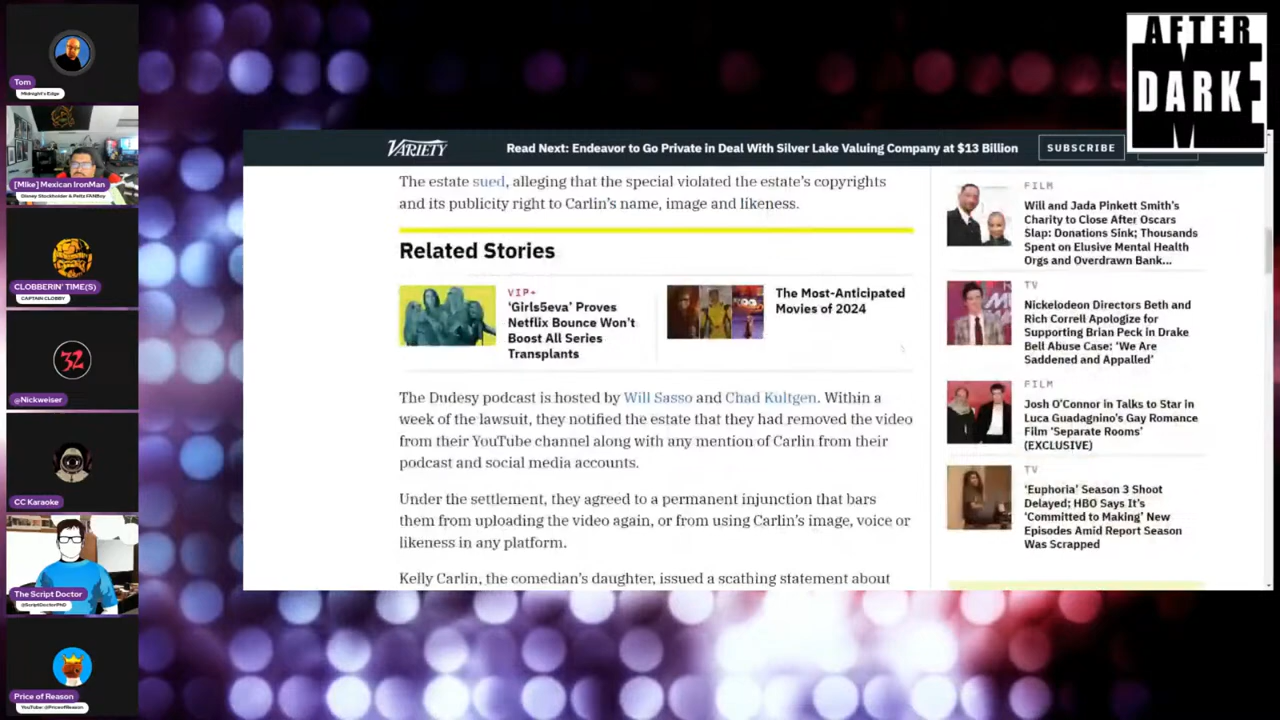 Tom
Midnight's Edge
[MIke] Mexican IronMan
Disney Stockholder & Peltz FANBoy
CLOBBERIN' TIME(S)
CAPTAIN CLOBBY
32
@Nickweiser
CC Karaoke
The Script Doctor
@ScriptDoctorPhD
Price of Reason
YouTube: @PriceofReason
AFTER
DARK
VARIETY
Read Next: Endeavor to Go Private in Deal With Silver Lake Valuing Company at $13 Billion
SUBSCRIBE
The estate sued, alleging that the special violated the estate's copyrights
and its publicity right to Carlin's name, image and likeness.
Related Stories
VIP+
'Girls5eva' Proves
Netflix Bounce Won't
Boost All Series
Transplants
The Most-Anticipated
Movies of 2024
The Dudesy podcast is hosted by Will Sasso and Chad Kultgen. Within a
week of the lawsuit, they notified the estate that they had removed the video
from their YouTube channel along with any mention of Carlin from their
podcast and social media accounts.
Under the settlement, they agreed to a permanent injunction that bars
them from uploading the video again, or from using Carlin's image, voice or
likeness in any platform.
Kelly Carlin, the comedian's daughter, issued a scathing statement about
FILM
Will and Jada Pinkett Smith's
Charity to Close After Oscars
Slap: Donations Sink; Thousands
Spent on Elusive Mental Health
Orgs and Overdrawn Bank...
TV
Nickelodeon Directors Beth and
Rich Correll Apologize for
Supporting Brian Peck in Drake
Bell Abuse Case: 'We Are
Saddened and Appalled'
FILM
Josh O'Connor in Talks to Star in
Luca Guadagnino's Gay Romance
Film 'Separate Rooms'
(EXCLUSIVE)
TV
'Euphoria' Season 3 Shoot
Delayed; HBO Says It's
'Committed to Making' New
Episodes Amid Report Season
Was Scrapped